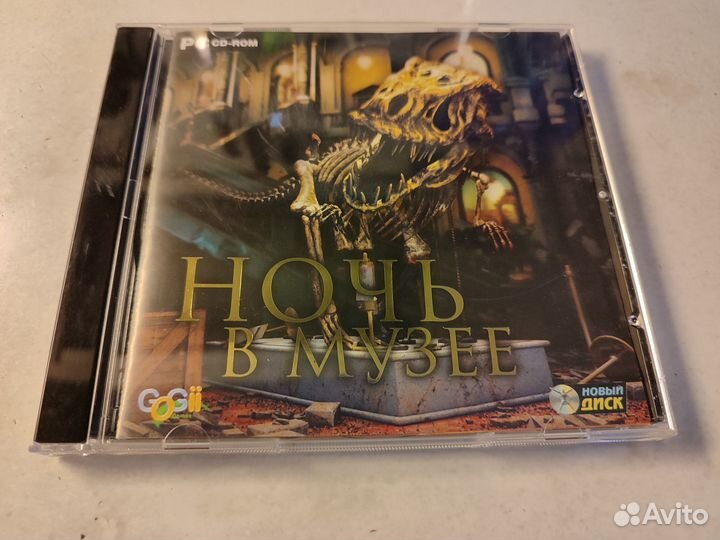 PC CD-ROM
НОЧЬ
В МУЗЕЕ
GOGii
НОВЫЙ
ДИСК
Avito